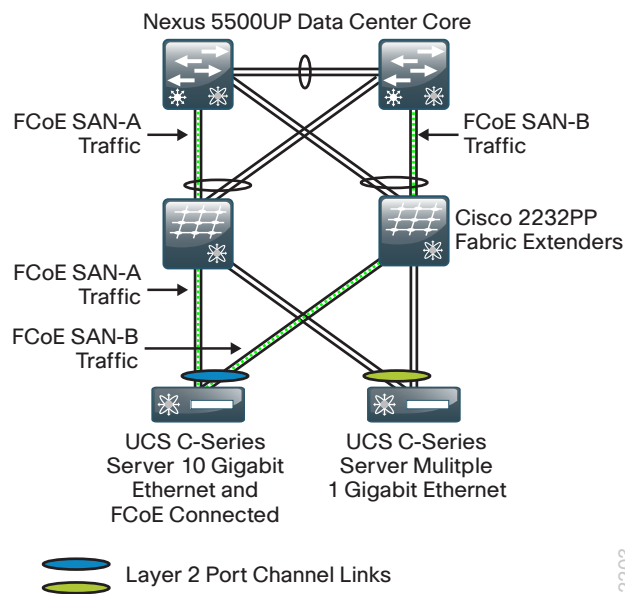 Nexus 5500UP Data Center Core
FCoE SAN-A
Traffic
FCoE SAN-B
Traffic
Cisco 2232PP
Fabric Extenders
FCoE SAN-A
Traffic
FCoE SAN-B
Traffic
UCS C-Series
Server 10 Gigabit
Ethernet and
FCoE Connected
UCS C-Series
Server Mulitple
1 Gigabit Ethernet
Layer 2 Port Channel Links